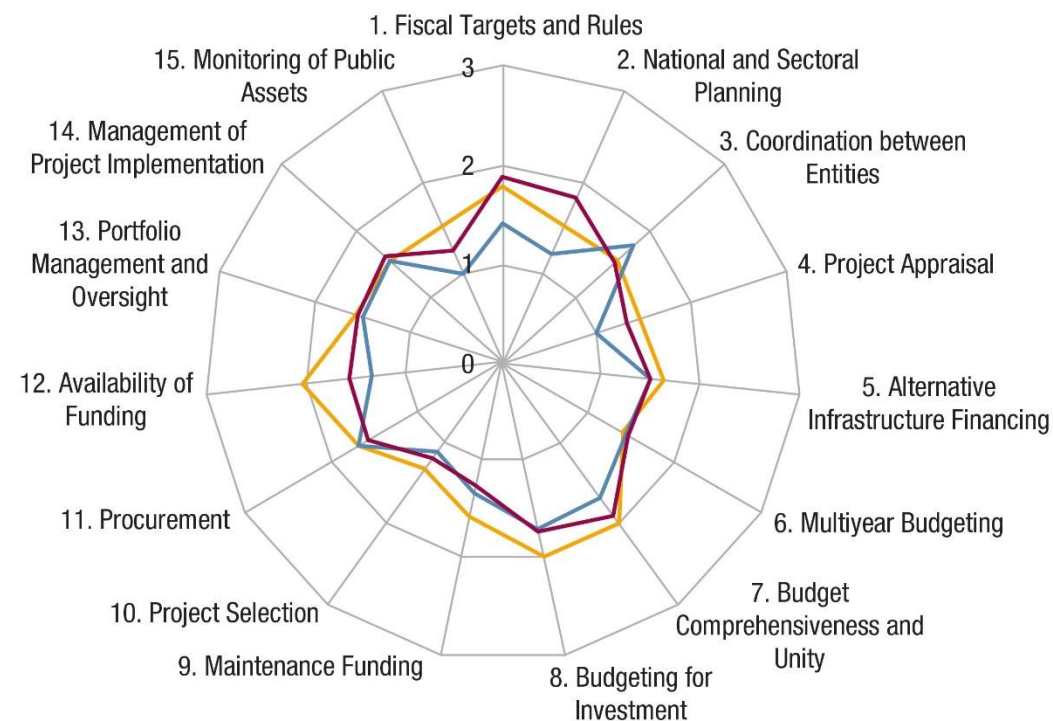 1. Fiscal Targets and Rules
2. National and Sectoral
Planning
3. Coordination between
Entities
4. Project Appraisal
5. Alternative
Infrastructure Financing
6. Multiyear Budgeting
7. Budget
Comprehensiveness and
Unity
8. Budgeting for
Investment
9. Maintenance Funding
10. Project Selection
11. Procurement
12. Availability of
Funding
13. Portfolio
Management and
Oversight
14. Management of
Project Implementation
15. Monitoring of Public
Assets
3
2
1
0